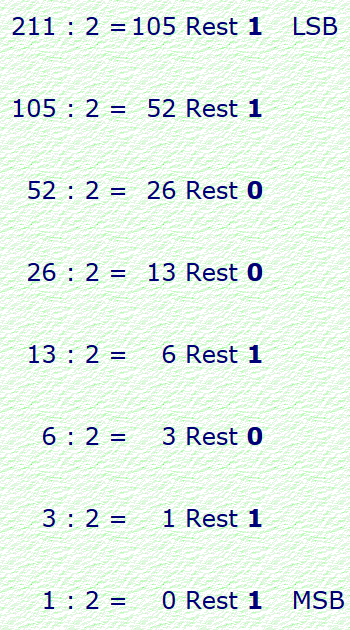 211 : 2 =105 Rest 1 LSB
105 : 2 = 52 Rest 1
52 : 2 = 26 Rest 0
26 : 2 = 13 Rest 0
13 : 2 = 6 Rest 1
6 : 2 = 3 Rest 0
3 : 2 = 1 Rest 1
1 : 2 = 0 Rest 1 MSB